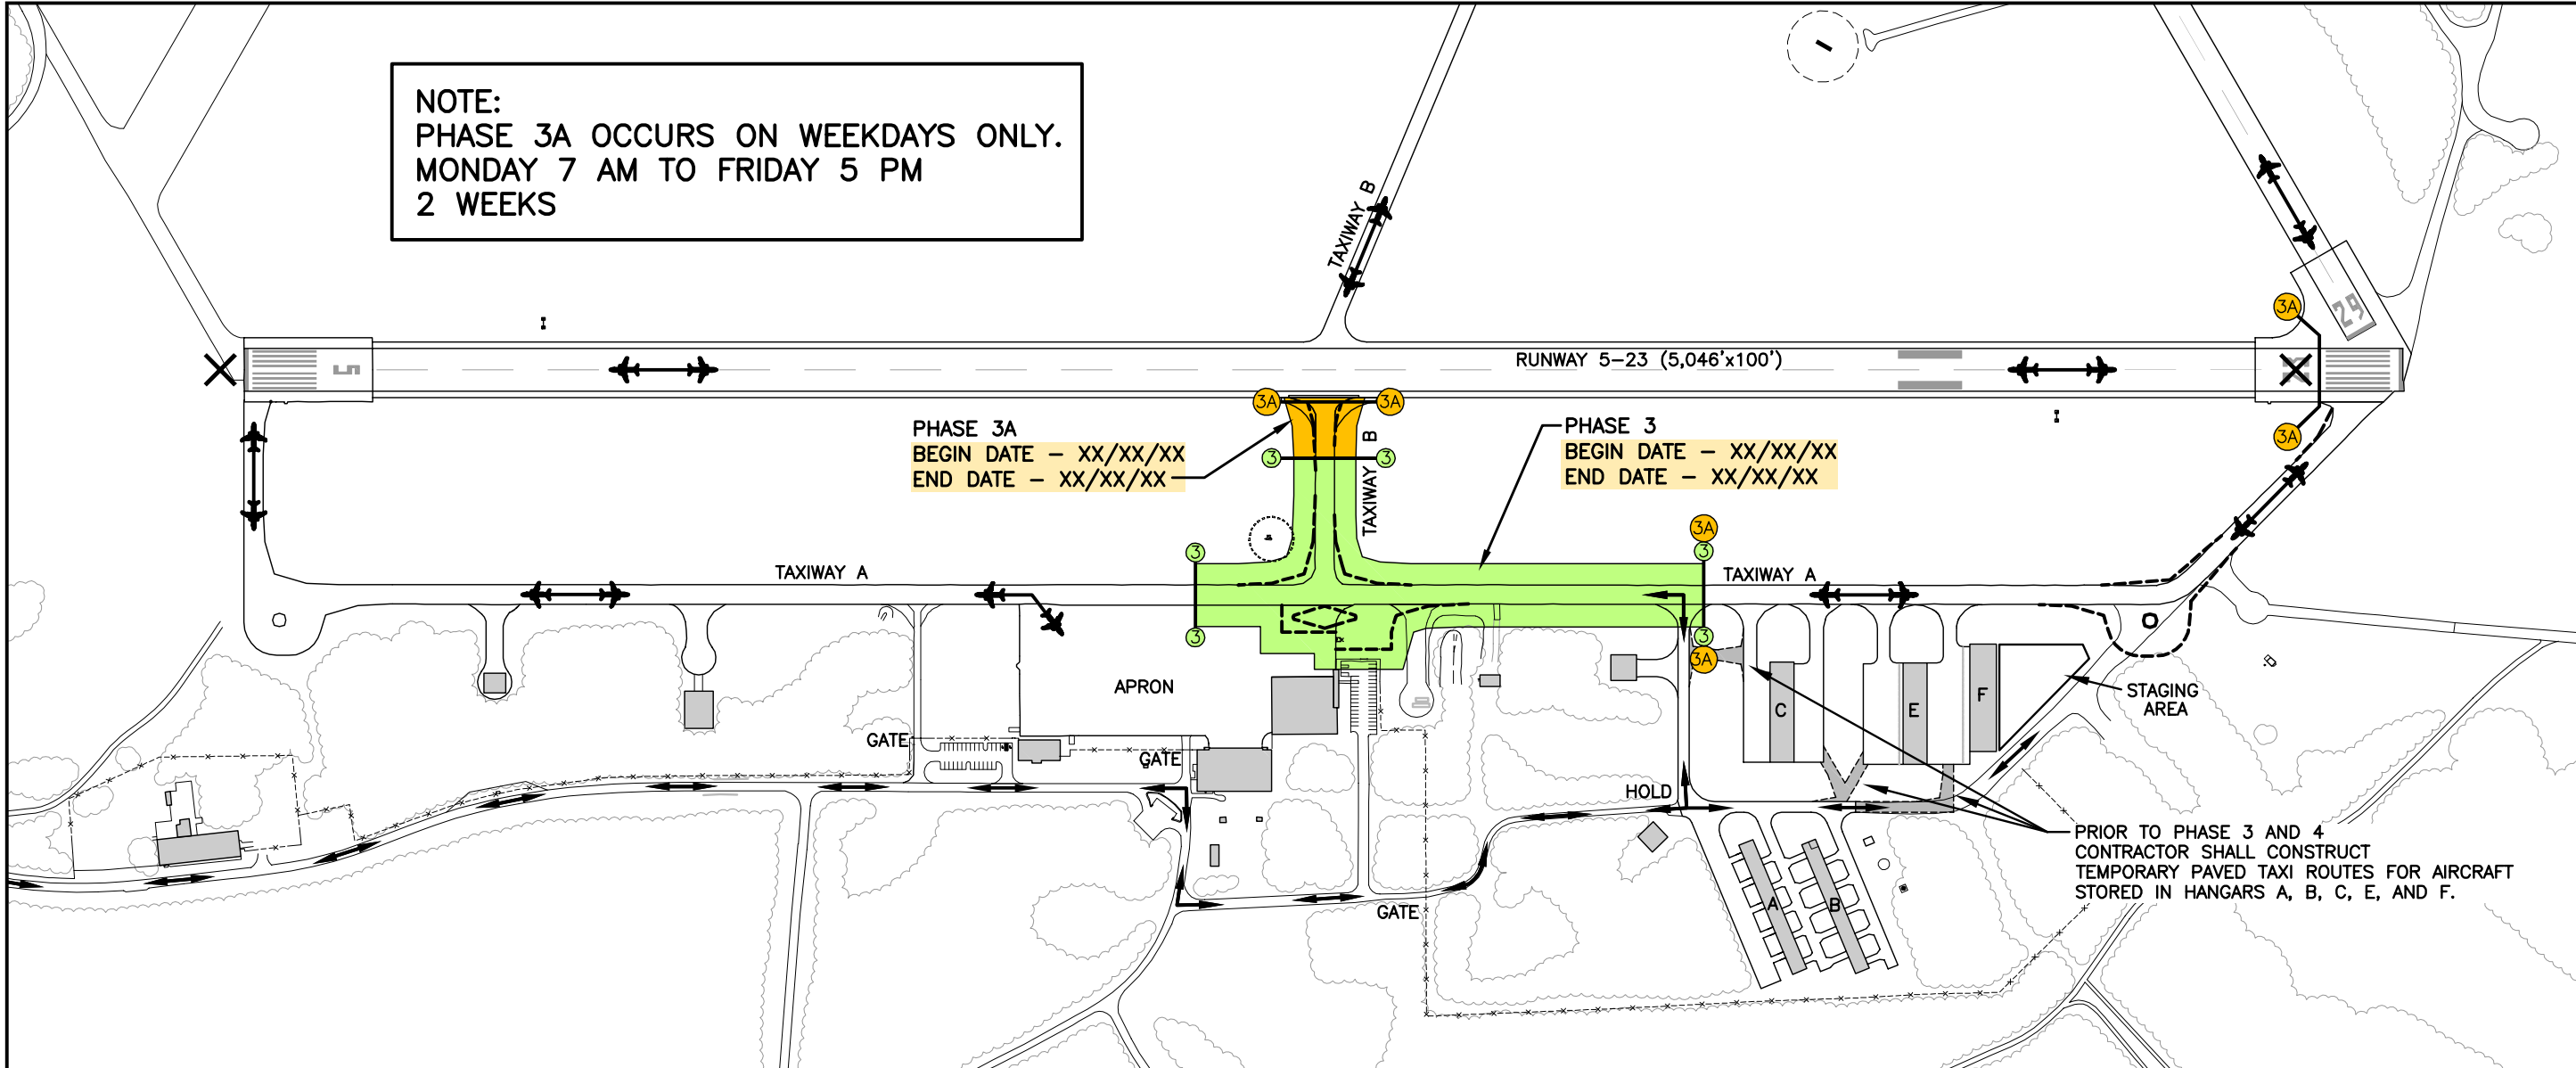 NOTE:
PHASE 3A OCCURS ON WEEKDAYS ONLY.
MONDAY 7 AM TO FRIDAY 5 PM
2 WEEKS
TAXIWAY B
29
3A
5
RUNWAY 5-23 (5,046'x100')
23
3A
3A
3A
PHASE 3A
BEGIN DATE - XX/XX/XX
END DATE - XX/XX/XX
3
3
TAXIWAY B
PHASE 3
BEGIN DATE - XX/XX/XX
END DATE - XX/XX/XX
3A
3
3
TAXIWAY A
TAXIWAY A
3
3
3A
APRON
C
E
F
STAGING
AREA
GATE
GATE
HOLD
GATE
A
B
PRIOR TO PHASE 3 AND 4
CONTRACTOR SHALL CONSTRUCT
TEMPORARY PAVED TAXI ROUTES FOR AIRCRAFT
STORED IN HANGARS A, B, C, E, AND F.